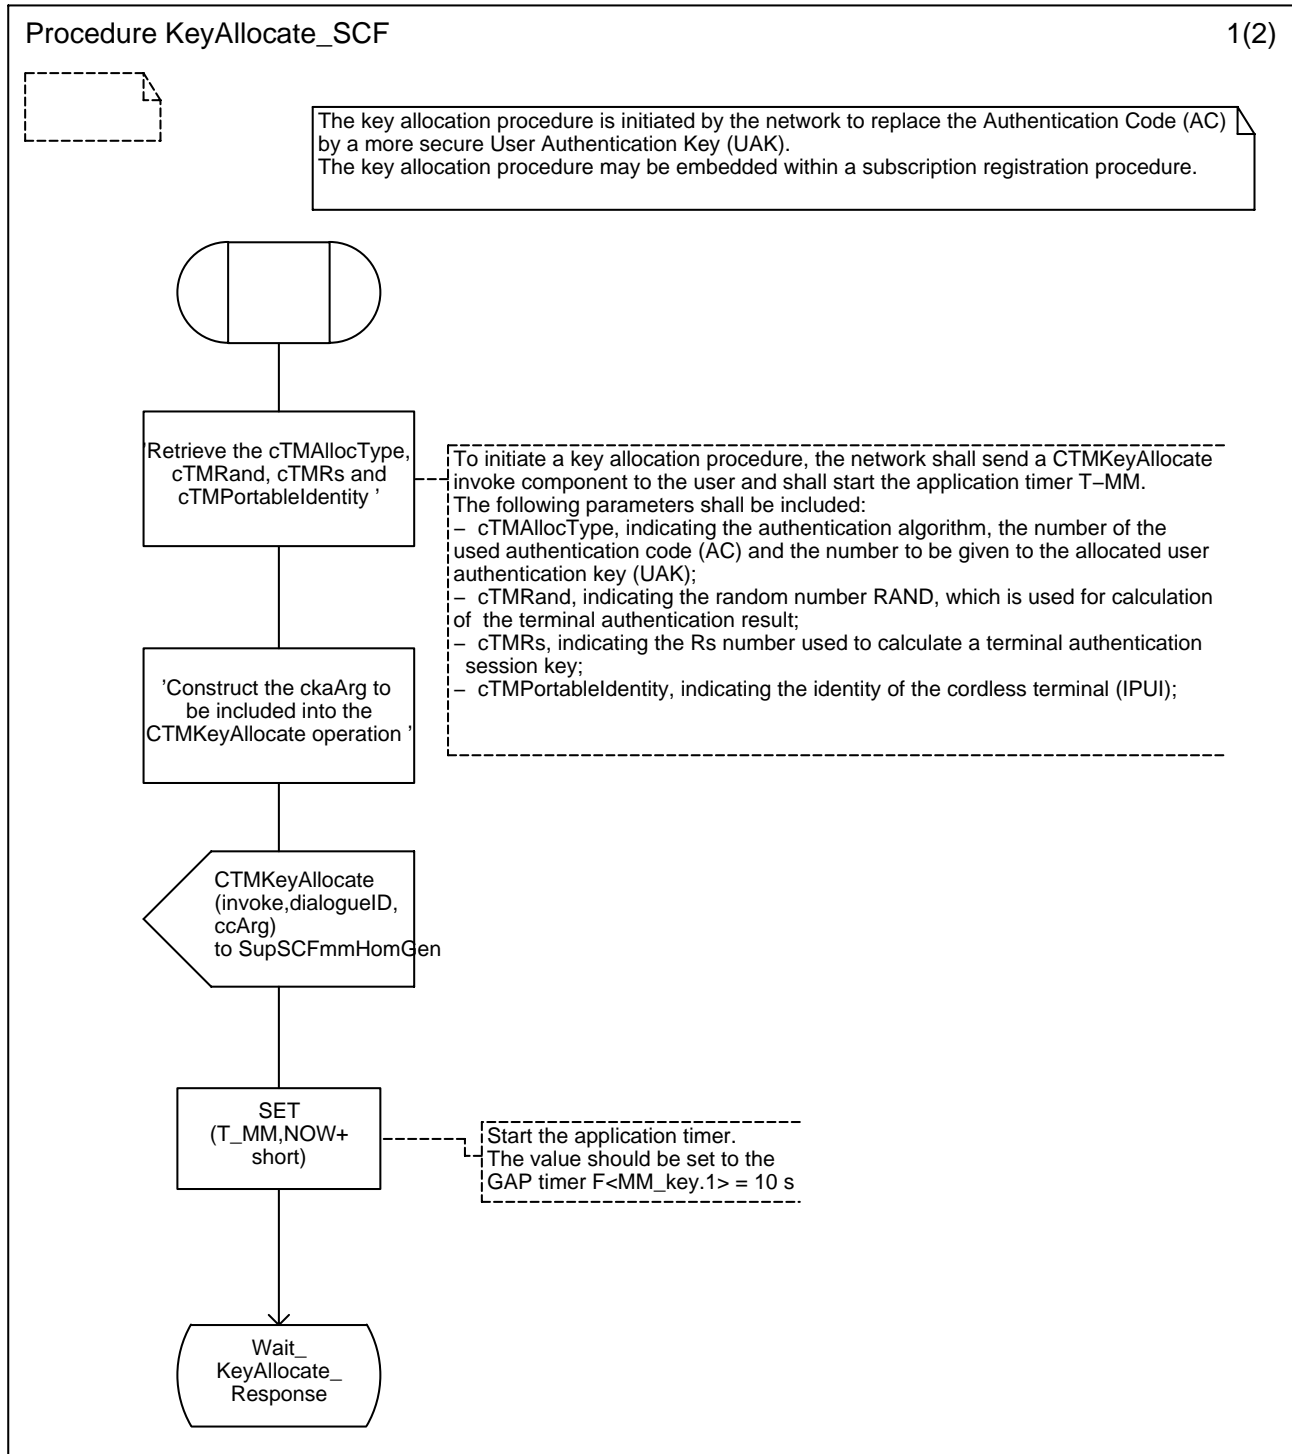 Procedure KeyAllocate_SCF
1(2)
The key allocation procedure is initiated by the network to replace the Authentication Code (AC)
by a more secure User Authentication Key (UAK).
The key allocation procedure may be embedded within a subscription registration procedure.
'Retrieve the cTMAllocType,
cTMRand, cTMRs and
cTMPortableIdentity '
To initiate a key allocation procedure, the network shall send a CTMKeyAllocate
invoke component to the user and shall start the application timer T−MM.
The following parameters shall be included:
− cTMAllocType, indicating the authentication algorithm, the number of the
used authentication code (AC) and the number to be given to the allocated user
authentication key (UAK);
− cTMRand, indicating the random number RAND, which is used for calculation
of the terminal authentication result;
− cTMRs, indicating the Rs number used to calculate a terminal authentication
session key;
− cTMPortableIdentity, indicating the identity of the cordless terminal (IPUI);
'Construct the ckaArg to
be included into the
CTMKeyAllocate operation '
CTMKeyAllocate
(invoke,dialogueID,
ccArg)
to SupSCFmmHomGen
SET
(T_MM,NOW+
short)
Start the application timer.
The value should be set to the
GAP timer F<MM_key.1> = 10 s
Wait_
KeyAllocate_
Response